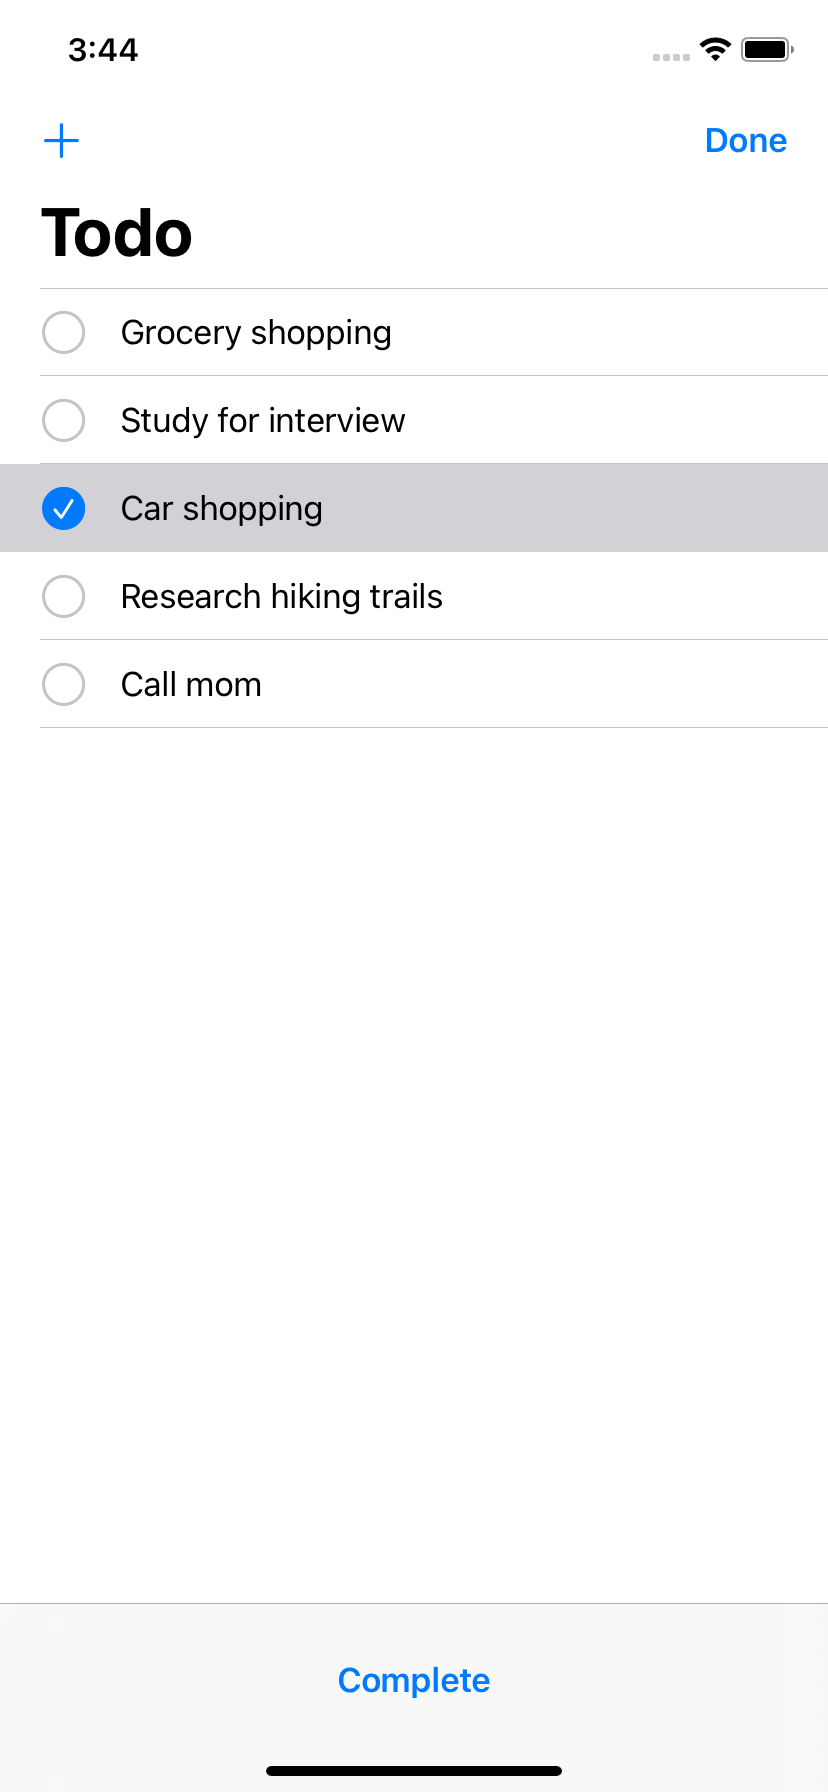 3:44
Done
Todo
Grocery shopping
Study for interview
Car shopping
Research hiking trails
Call mom
Complete